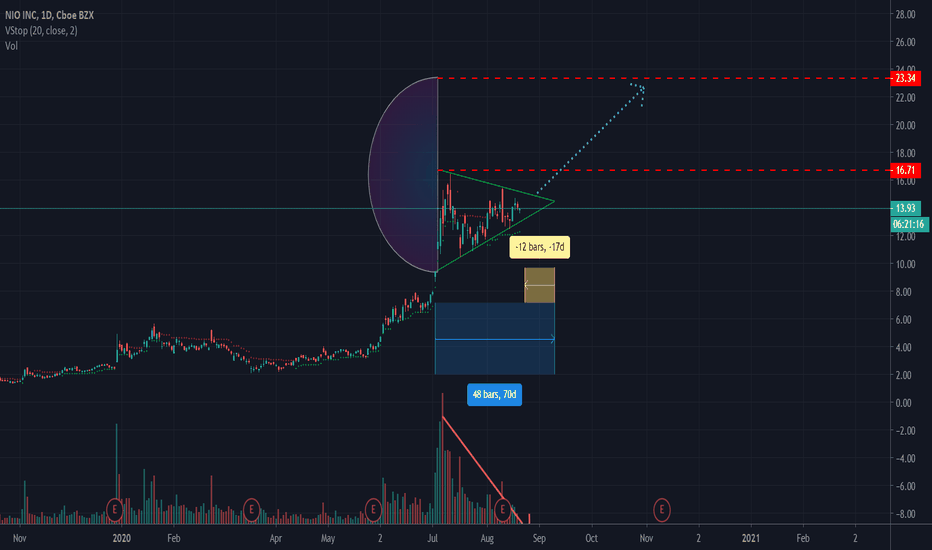 NIO INC, 1D, Cboe BZX
VStop (20, close, 2)
Vol
28.00
26.00
24.00
23.34
22.00
20.00
18.00
16.71
16.00
13.93
06:21:16
12.00
10.00
8.00
6.00
4.00
2.00
0.00
−2.00
−4.00
−6.00
−8.00
-12 bars, -17d
48 bars, 70d
E
E
E
E
E
Nov
2020
Feb
Apr
May
2
Jul
Aug
Sep
Oct
Nov
2
2021
Feb
2